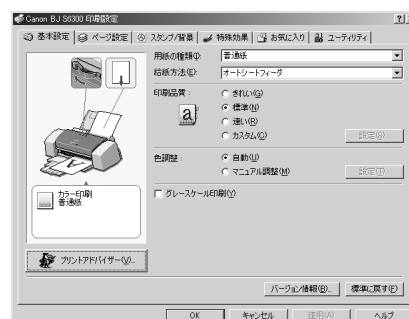 Canon BJ S6300 印刷設定
基本設定 ページ設定 スタンプ/背景 特殊効果 お気に入り ユーティリティ
用紙の種類(I): 普通紙
給紙方法(E): オートシートフィーダ
印刷品質: きれい(G)
標準(N)
速い(R)
カスタム(C) 設定(S)...
色調整: 自動(U)
マニュアル調整(M) 設定(T)...
グレースケール印刷(Y)
a
カラー印刷
普通紙
プリントアドバイザー(V)...
バージョン情報(B)... 標準に戻す(F)
OK キャンセル 適用(A) ヘルプ